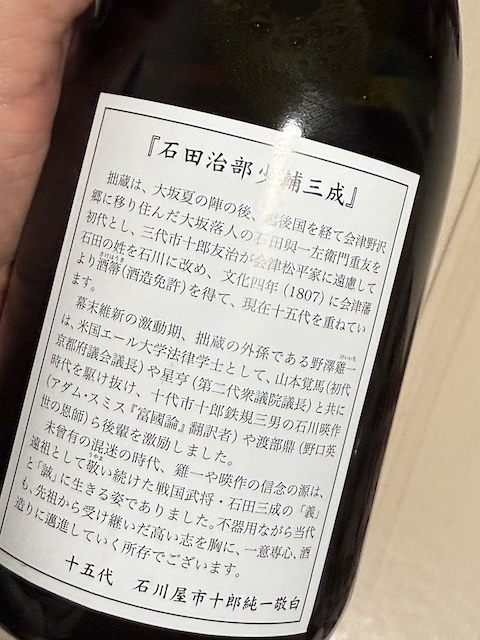 『石田治部少輔三成』
拙蔵は、大坂夏の陣の後、越後国を経て会津野沢
郷に移り住んだ大坂落人の石田與一左衛門重友を
初代とし、三代市十郎友治が会津松平家に遠慮して
石田の姓を石川に改め、文化四年(1807)に会津藩
より酒箒(酒造免許)を得て、現在十五代を重ねてい
ます。
幕末維新の激動期、拙蔵の外孫である野澤雞一
は、米国エール大学法律学士として、山本覚馬(初代
京都府議会議長)や星亨(第二代衆議院議長)と共に
時代を駆け抜け、十代市十郎鉄規三男の石川暎作
(アダム・スミス『富國論』翻訳者)や渡部鼎(野口英
世の恩師)ら後輩を激励しました。
未曾有の混迷の時代、雞一や暎作の信念の源は、
遠祖として敬い続けた戦国武将・石田三成の「義」
と「誠」に生きる姿でありました。不器用ながら当代
も、先祖から受け継いだ高い志を胸に、一意専心、酒
造りに邁進していく所存でございます。
十五代 石川屋市十郎純一敬白